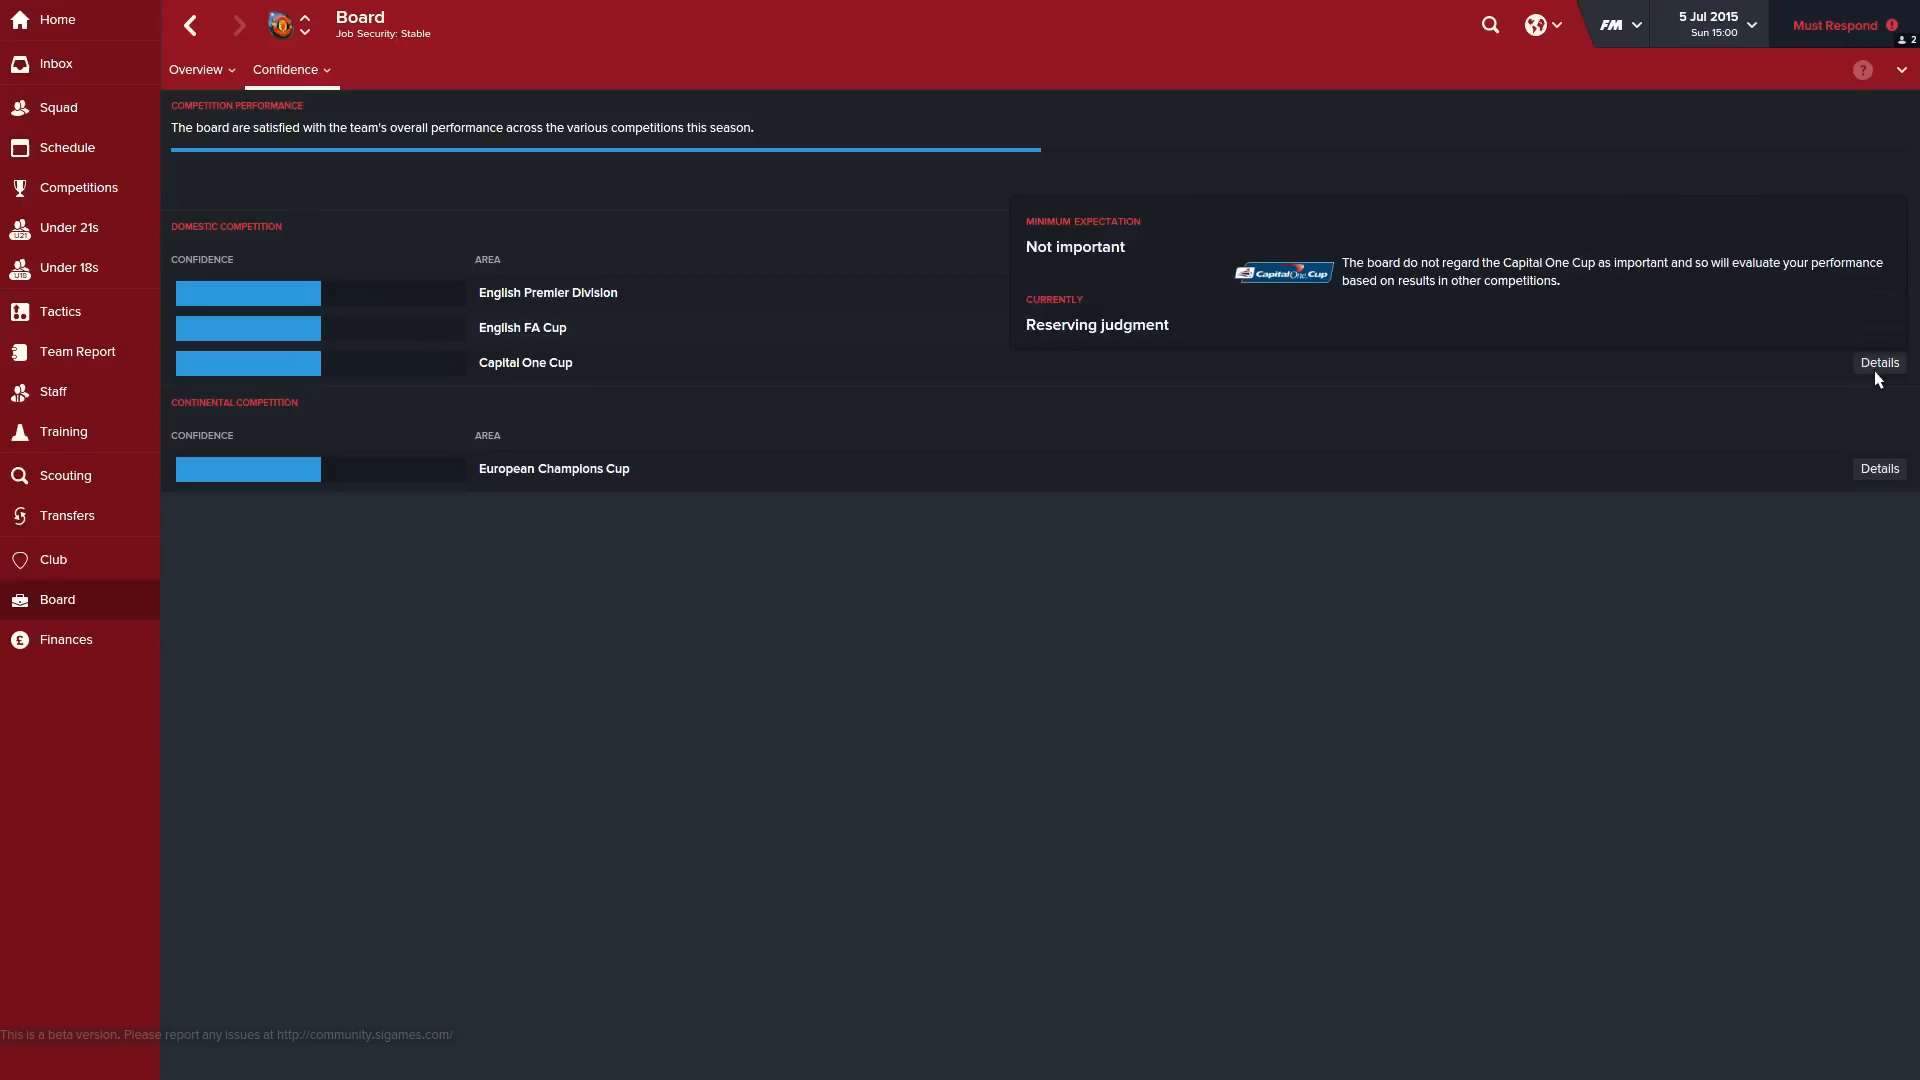 Home
Inbox
Squad
Schedule
Competitions
Under 21s
Under 18s
Tactics
Team Report
Staff
Training
Scouting
Transfers
Club
Board
Finances
Board
Job Security: Stable
FM
5 Jul 2015
Sun 15:00
Must Respond
2
Overview
Confidence
?
COMPETITION PERFORMANCE
The board are satisfied with the team's overall performance across the various competitions this season.
DOMESTIC COMPETITION
CONFIDENCE AREA
English Premier Division
English FA Cup
Capital One Cup
Details
MINIMUM EXPECTATION
Not important
CURRENTLY
Reserving judgment
Capital One Cup
The board do not regard the Capital One Cup as important and so will evaluate your performance
based on results in other competitions.
CONTINENTAL COMPETITION
CONFIDENCE AREA
European Champions Cup
Details
This is a beta version. Please report any issues at http://community.sigames.com/